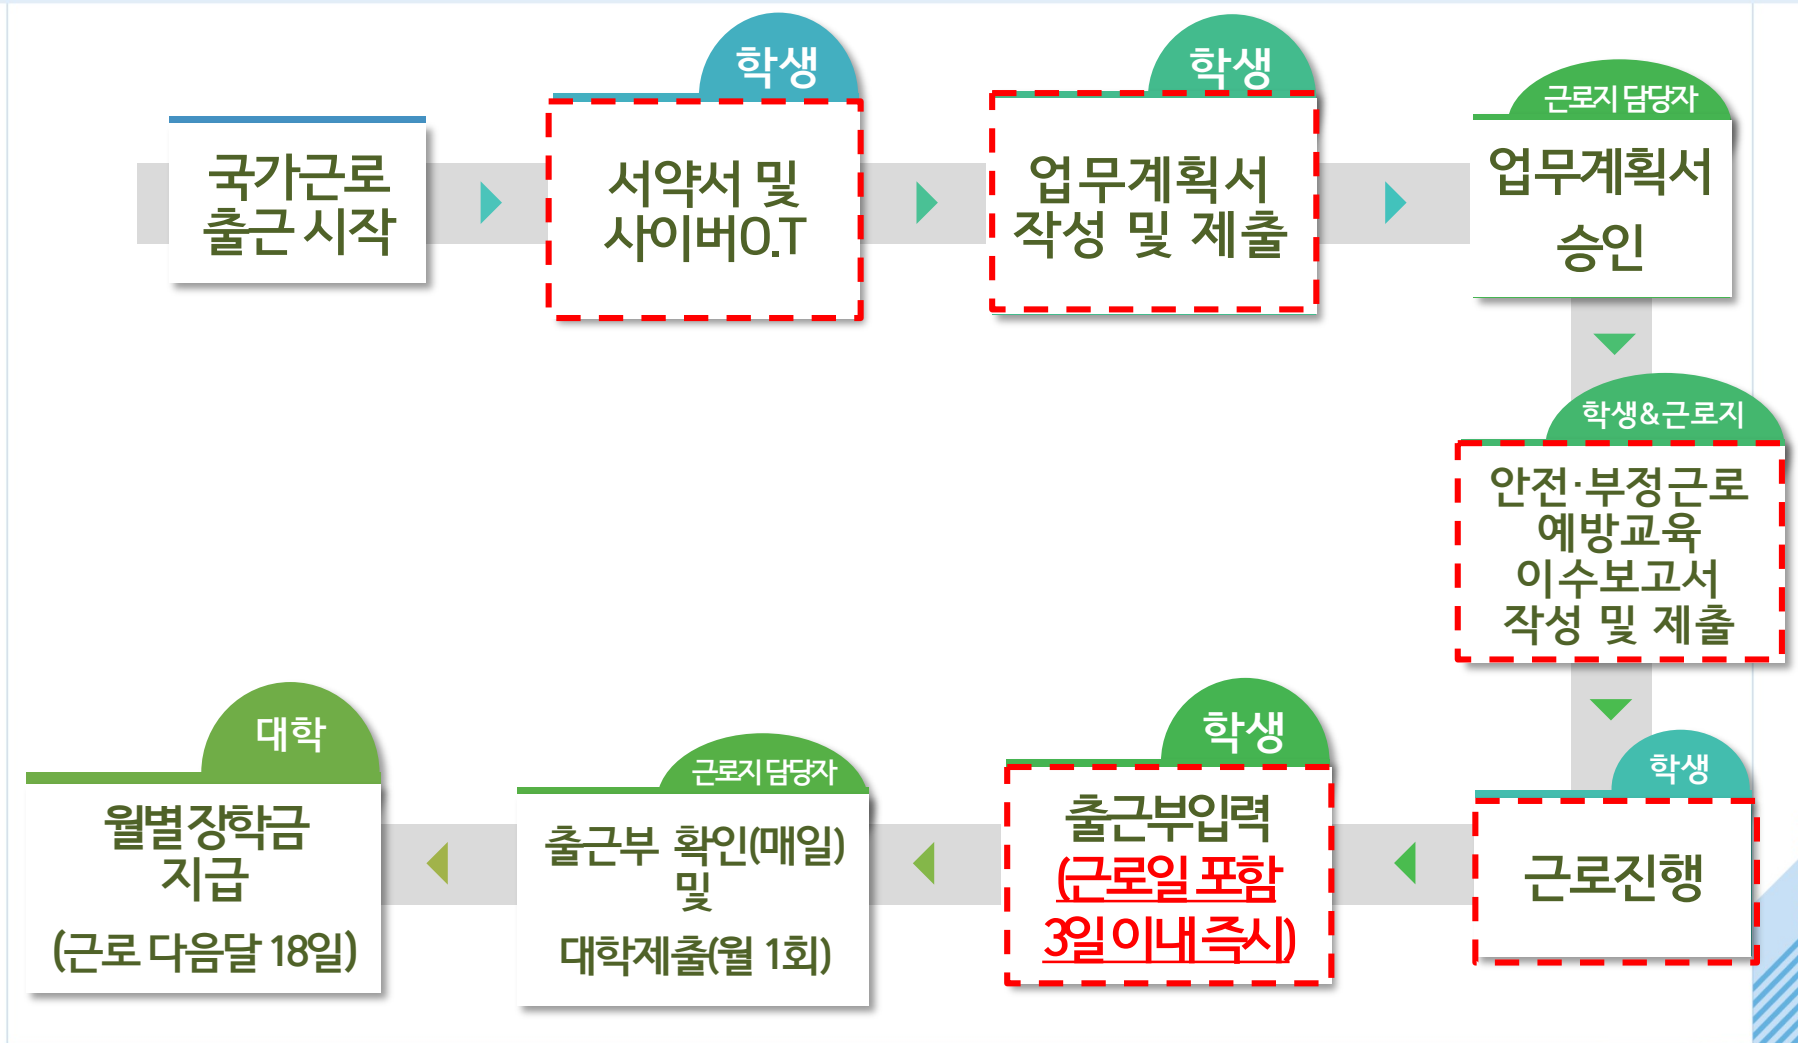 국가근로
출근 시작
학생
서약서 및
사이버O.T
학생
업무계획서
작성 및 제출
근로지 담당자
업무계획서
승인
학생&근로지
안전·부정근로
예방교육
이수보고서
작성 및 제출
학생
근로진행
학생
출근부입력
(근로일 포함
3일 이내 즉시)
근로지 담당자
출근부 확인(매일)
및
대학제출(월 1회)
대학
월별 장학금
지급
(근로 다음달 18일)